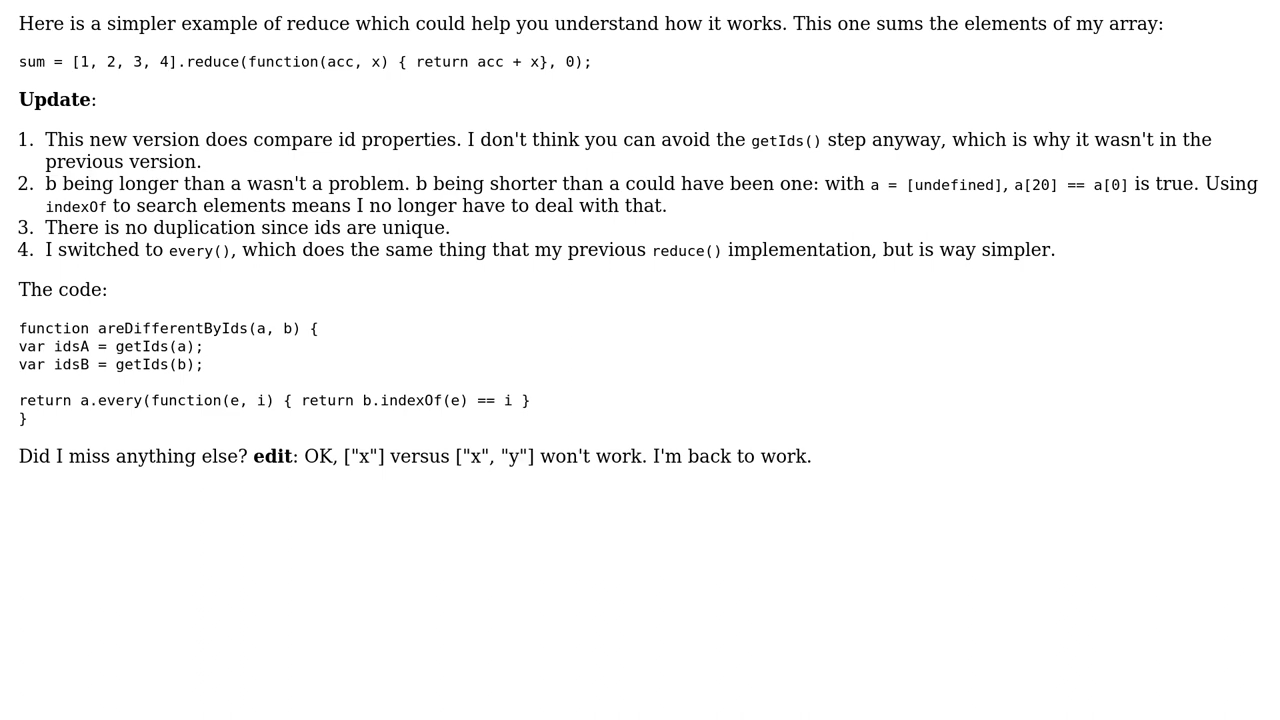 Here is a simpler example of reduce which could help you understand how it works. This one sums the elements of my array:
sum = [1, 2, 3, 4].reduce(function(acc, x) { return acc + x}, 0);
Update:
1. This new version does compare id properties. I don't think you can avoid the getIds() step anyway, which is why it wasn't in the
previous version.
2. b being longer than a wasn't a problem. b being shorter than a could have been one: with a = [undefined], a[20] == a[0] is true. Using
indexOf to search elements means I no longer have to deal with that.
3. There is no duplication since ids are unique.
4. I switched to every(), which does the same thing that my previous reduce() implementation, but is way simpler.
The code:
function areDifferentByIds(a, b) {
var idsA = getIds(a);
var idsB = getIds(b);
return a.every(function(e, i) { return b.indexOf(e) == i }
}
Did I miss anything else? edit: OK, ["x"] versus ["x", "y"] won't work. I'm back to work.